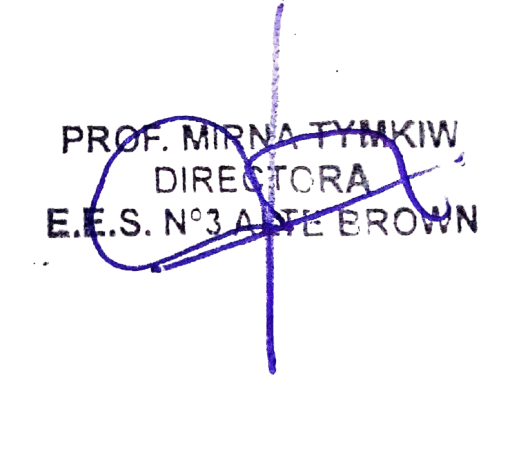 PROF. MIRNA TYMKIW
DIRECTORA
E.E.S. N°3 ALTE BROWN